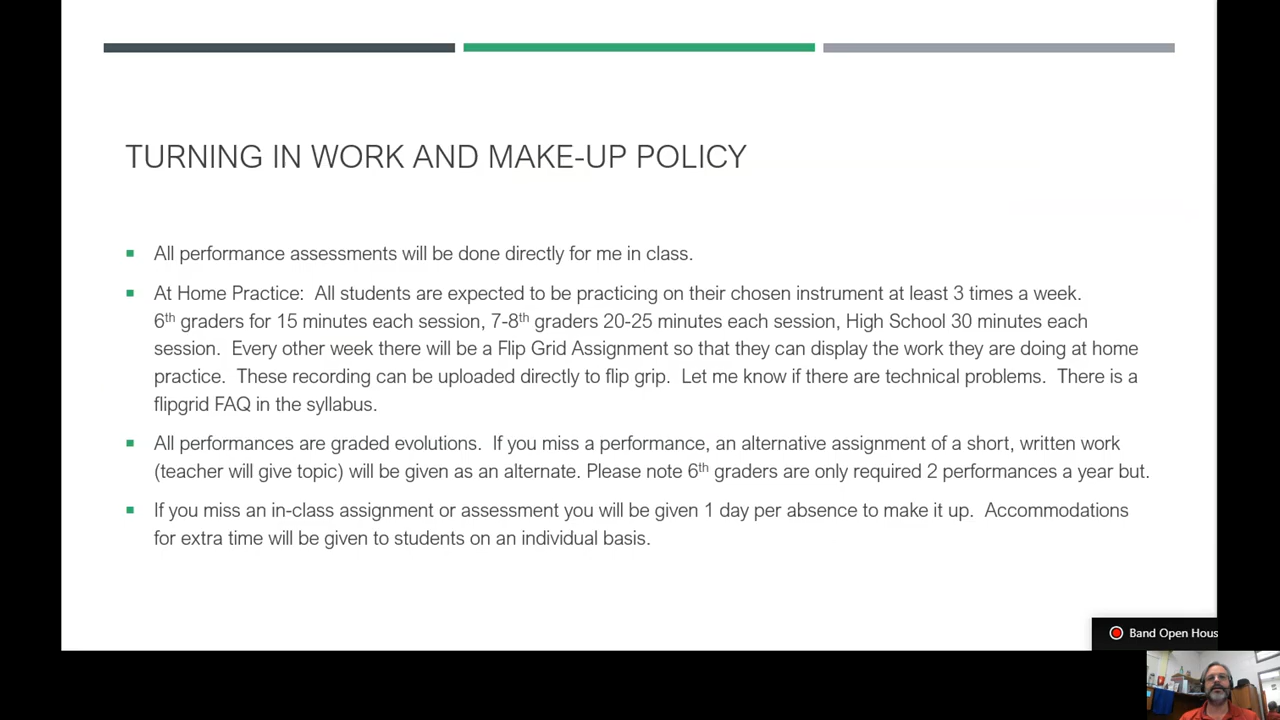 TURNING IN WORK AND MAKE-UP POLICY
All performance assessments will be done directly for me in class.
At Home Practice: All students are expected to be practicing on their chosen instrument at least 3 times a week.
6th graders for 15 minutes each session, 7-8th graders 20-25 minutes each session, High School 30 minutes each
session. Every other week there will be a Flip Grid Assignment so that they can display the work they are doing at home
practice. These recording can be uploaded directly to flip grip. Let me know if there are technical problems. There is a
flipgrid FAQ in the syllabus.
All performances are graded evolutions. If you miss a performance, an alternative assignment of a short, written work
(teacher will give topic) will be given as an alternate. Please note 6th graders are only required 2 performances a year but.
If you miss an in-class assignment or assessment you will be given 1 day per absence to make it up. Accommodations
for extra time will be given to students on an individual basis.
Band Open Hous